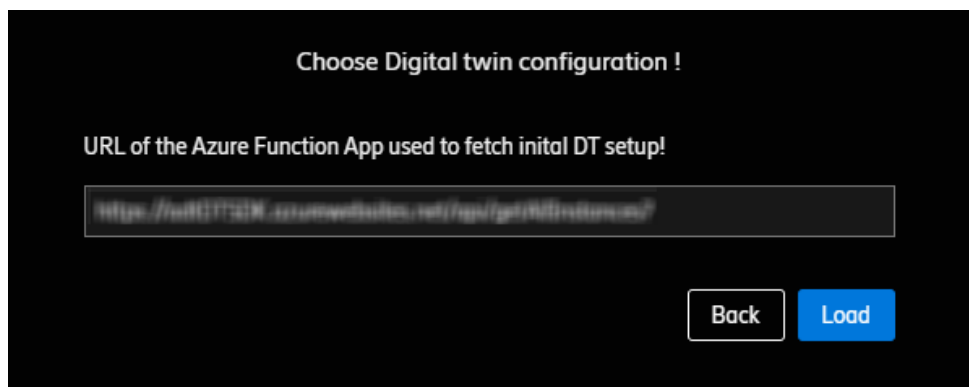 Choose Digital twin configuration !
URL of the Azure Function App used to fetch inital DT setup!
Back
Load